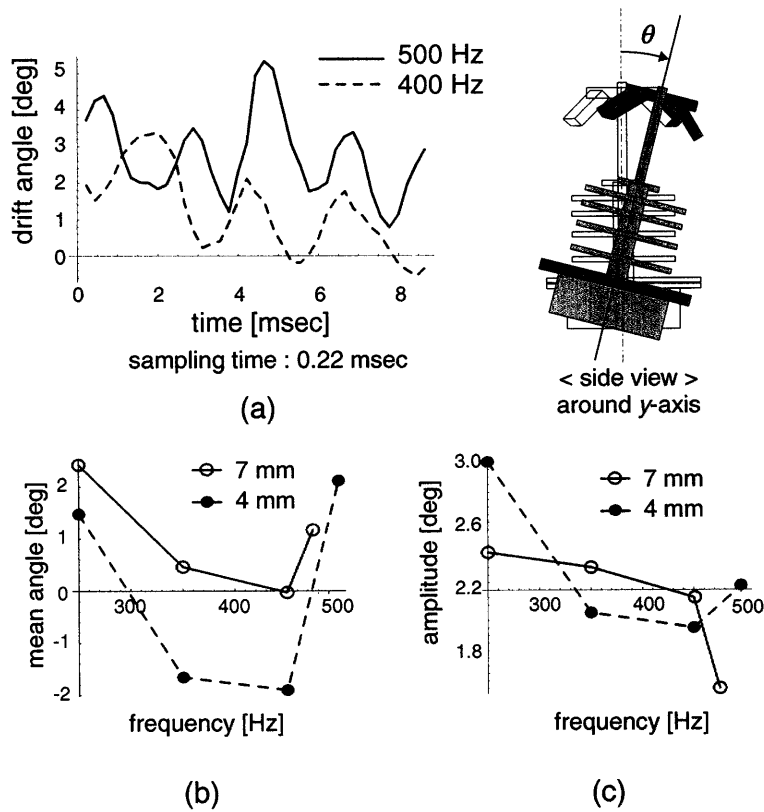 5
4
3
2
1
0
drift angle [deg]
500 Hz
400 Hz
0 2 4 6 8
time [msec]
sampling time : 0.22 msec
(a)
θ
< side view >
around y-axis
2
1
0
-1
-2
mean angle [deg]
7 mm
4 mm
300 400 500
frequency [Hz]
(b)
3.0
2.6
2.2
1.8
amplitude [deg]
7 mm
4 mm
300 400 500
frequency [Hz]
(c)